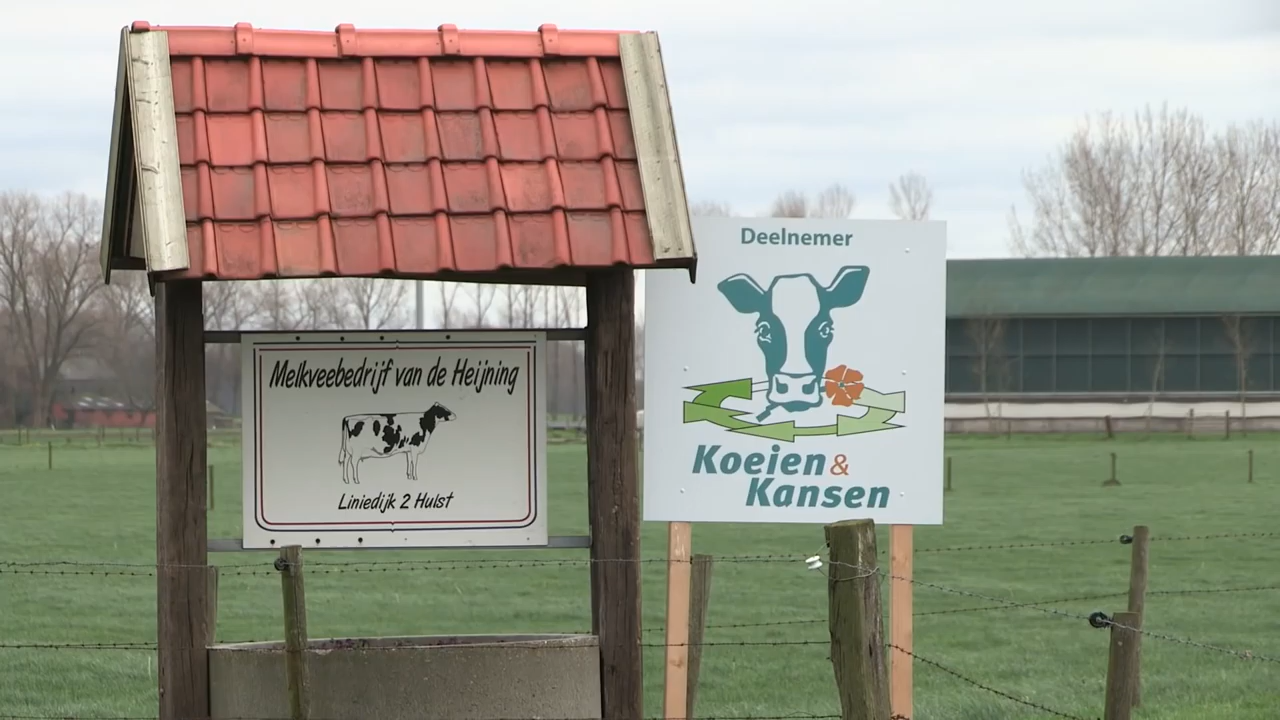 Melkveebedrijf van de Heijning
Liniedijk 2 Hulst
Deelnemer
Koeien &
Kansen